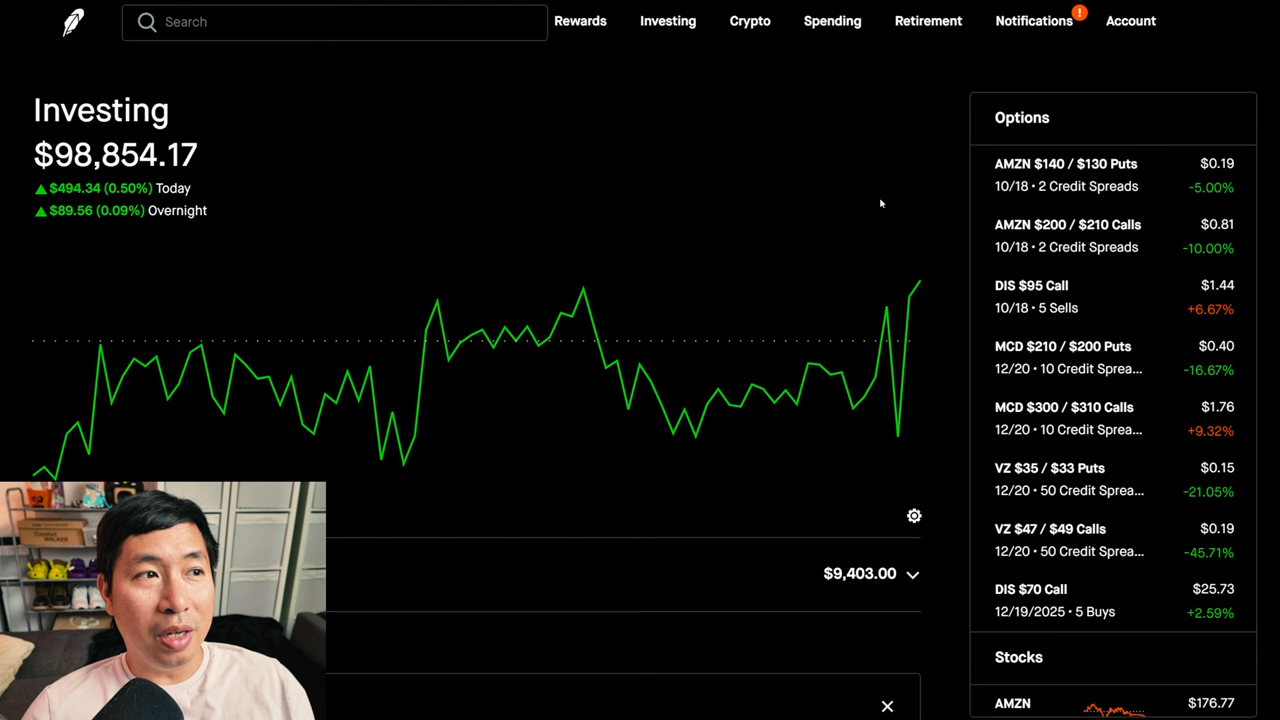 Search
Rewards
Investing
Crypto
Spending
Retirement
Notifications
!
Account
Investing
$98,854.17
$494.34 (0.50%) Today
$89.56 (0.09%) Overnight
$9,403.00
Options
AMZN $140 / $130 Puts $0.19
10/18 • 2 Credit Spreads -5.00%
AMZN $200 / $210 Calls $0.81
10/18 • 2 Credit Spreads -10.00%
DIS $95 Call $1.44
10/18 • 5 Sells +6.67%
MCD $210 / $200 Puts $0.40
12/20 • 10 Credit Sprea... -16.67%
MCD $300 / $310 Calls $1.76
12/20 • 10 Credit Sprea... +9.32%
VZ $35 / $33 Puts $0.15
12/20 • 50 Credit Sprea... -21.05%
VZ $47 / $49 Calls $0.19
12/20 • 50 Credit Sprea... -45.71%
DIS $70 Call $25.73
12/19/2025 • 5 Buys +2.59%
Stocks
AMZN $176.77